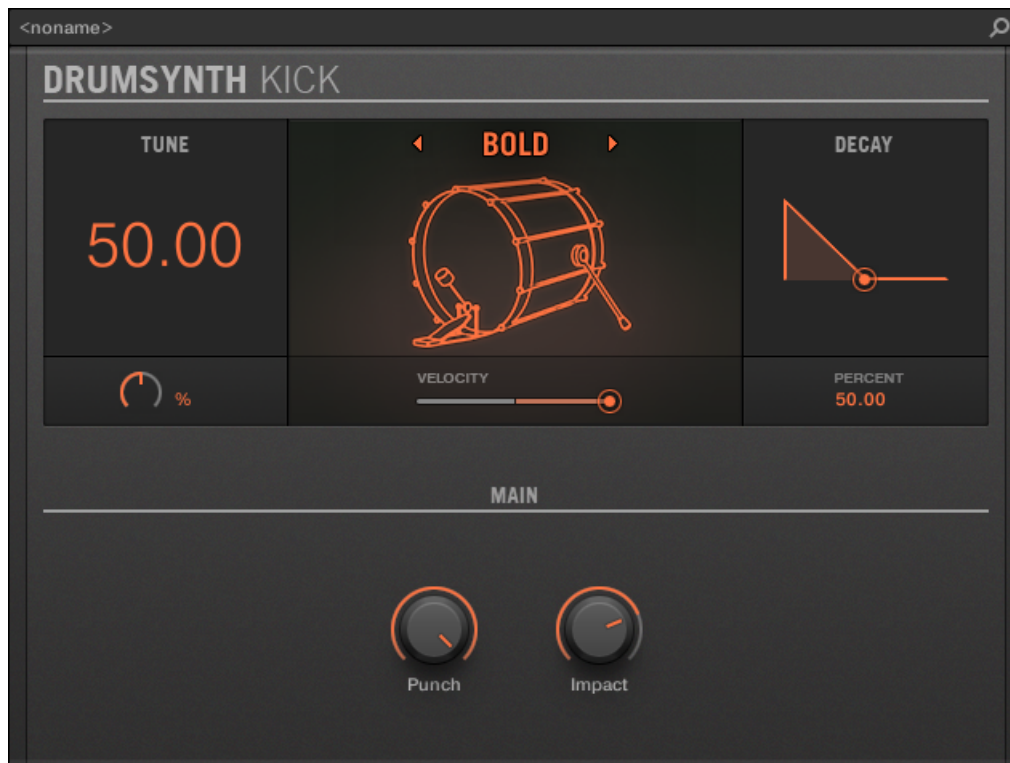 <noname>
DRUMSYNTH KICK
TUNE
BOLD
DECAY
50.00
VELOCITY
PERCENT
%
50.00
MAIN
Punch
Impact